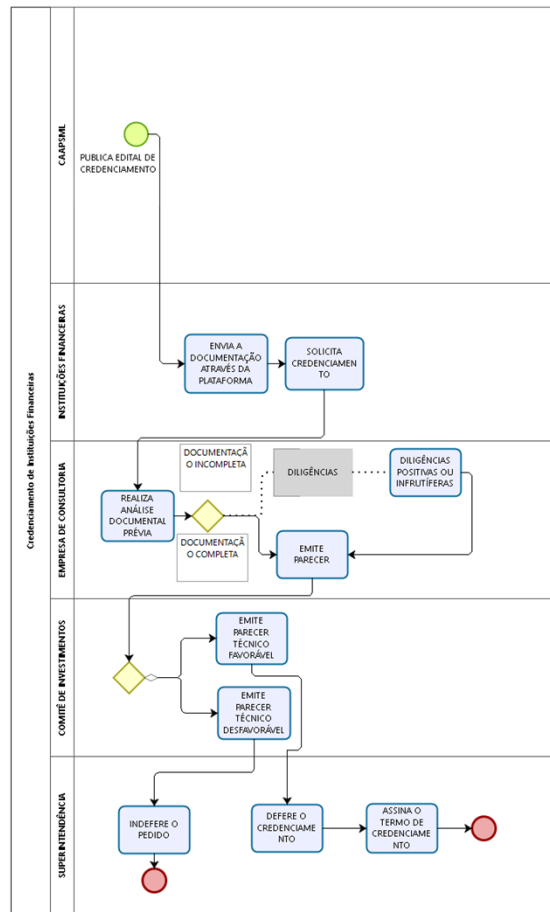 Credenciamento de Instituições Financeiras
CAAPSML
PUBLICA EDITAL DE
CREDENCIAMENTO
INSTITUIÇÕES FINANCEIRAS
ENVIA A
DOCUMENTAÇÃO
ATRAVÉS DA
PLATAFORMA
SOLICITA
CREDENCIAME
NTO
EMPRESA DE CONSULTORIA
DOCUMENTAÇÃ
O INCOMPLETA
DILIGÊNCIAS
DILIGÊNCIAS
POSITIVAS OU
INFRUTÍFERAS
REALIZA
ANÁLISE
DOCUMENTAL
PRÉVIA
DOCUMENTAÇÃ
O COMPLETA
EMITE
PARECER
COMITÊ DE INVESTIMENTOS
EMITE
PARECER
TÉCNICO
FAVORÁVEL
EMITE
PARECER
TÉCNICO
DESFAVORÁVEL
SUPERINTENDÊNCIA
INDEFERE O
PEDIDO
DEFERE O
CREDENCIAME
NTO
ASSINA O
TERMO DE
CREDENCIAME
NTO